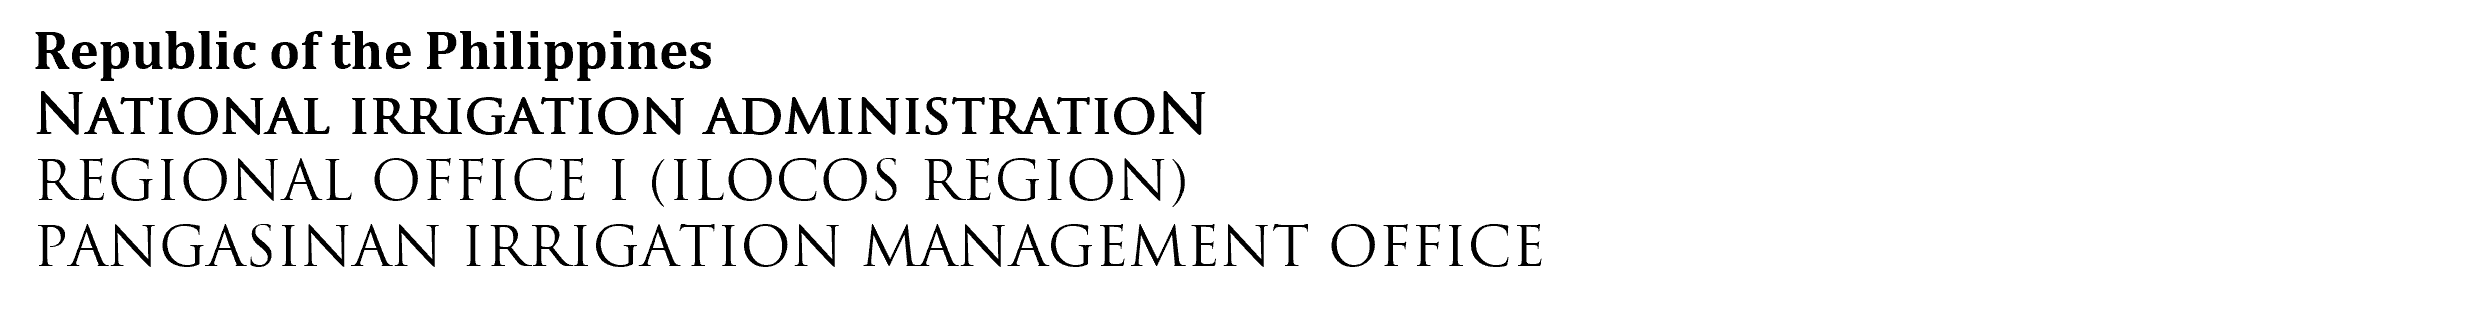 Republic of the Philippines
NATIONAL IRRIGATION ADMINISTRATION
REGIONAL OFFICE I (ILOCOS REGION)
PANGASINAN IRRIGATION MANAGEMENT OFFICE